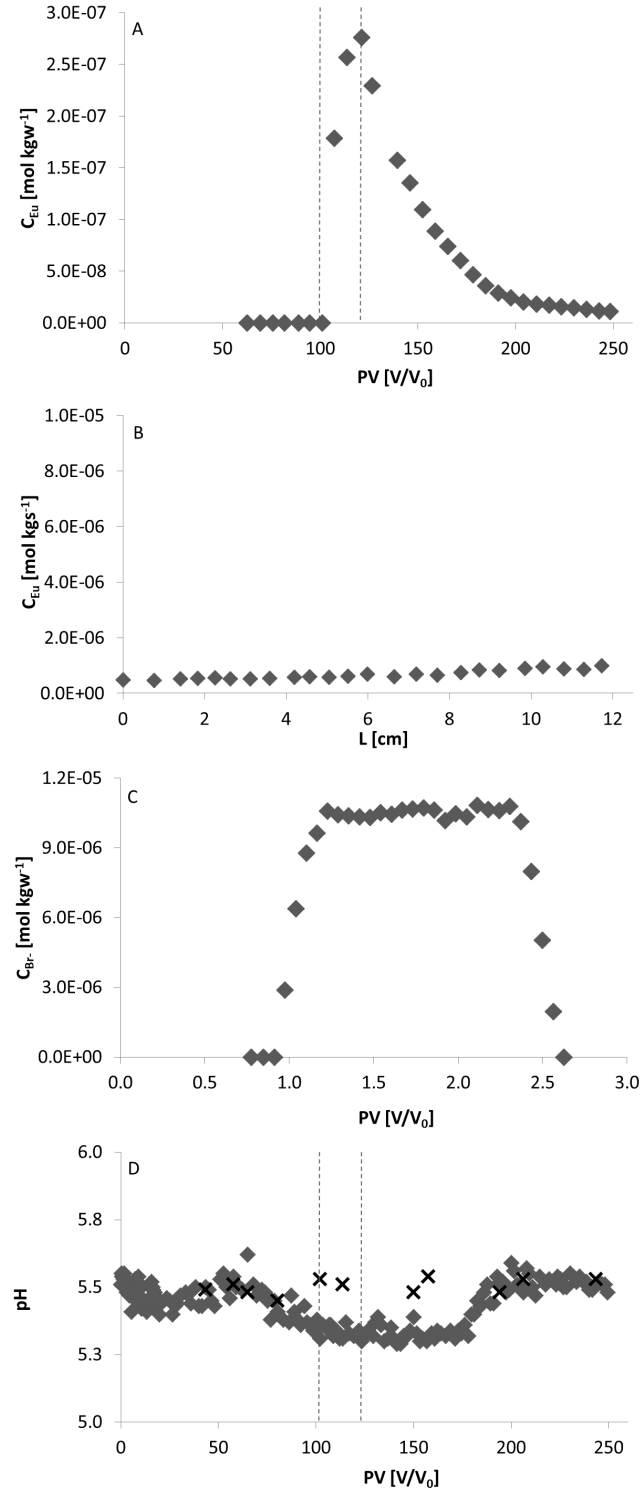 A
3.0E-07
2.5E-07
2.0E-07
1.5E-07
1.0E-07
5.0E-08
0.0E+00
C_Eu [mol kgw⁻¹]
0 50 100 150 200 250
PV [V/V₀]
B
1.0E-05
8.0E-06
6.0E-06
4.0E-06
2.0E-06
0.0E+00
C_Eu [mol kgs⁻¹]
0 2 4 6 8 10 12
L [cm]
C
1.2E-05
9.0E-06
6.0E-06
3.0E-06
0.0E+00
C_Br- [mol kgw⁻¹]
0.0 0.5 1.0 1.5 2.0 2.5 3.0
PV [V/V₀]
D
6.0
5.8
5.5
5.3
5.0
pH
0 50 100 150 200 250
PV [V/V₀]